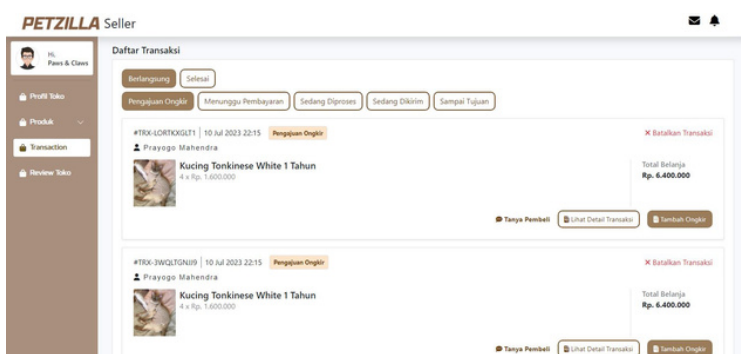 PETZILLA Seller
Hi,
Paws & Claws
Profil Toko
Produk
Transaction
Review Toko
Daftar Transaksi
Berlangsung Selesai
Pengajuan Ongkir Menunggu Pembayaran Sedang Diproses Sedang Dikirim Sampai Tujuan
#TRX-LORTKXGLT1 | 10 Jul 2023 22:15 Pengajuan Ongkir Batalkan Transaksi
Prayogo Mahendra
Kucing Tonkinese White 1 Tahun Total Belanja
4 x Rp. 1.600.000 Rp. 6.400.000
Tanya Pembeli Lihat Detail Transaksi Tambah Ongkir
#TRX-3WQLTGNJJ9 | 10 Jul 2023 22:15 Pengajuan Ongkir Batalkan Transaksi
Prayogo Mahendra
Kucing Tonkinese White 1 Tahun Total Belanja
4 x Rp. 1.600.000 Rp. 6.400.000
Tanya Pembeli Lihat Detail Transaksi Tambah Ongkir